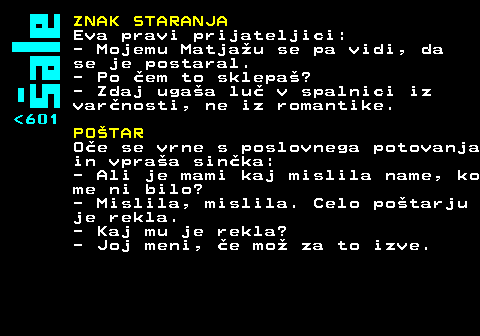 šale
<601
ZNAK STARANJA
Eva pravi prijateljici:
- Mojemu Matjažu se pa vidi, da
se je postaral.
- Po čem to sklepaš?
- Zdaj ugaša luč v spalnici iz
varčnosti, ne iz romantike.
POŠTAR
Oče se vrne s poslovnega potovanja
in vpraša sinčka:
- Ali je mami kaj mislila name, ko
me ni bilo?
- Mislila, mislila. Celo poštarju
je rekla.
- Kaj mu je rekla?
- Joj meni, če mož za to izve.